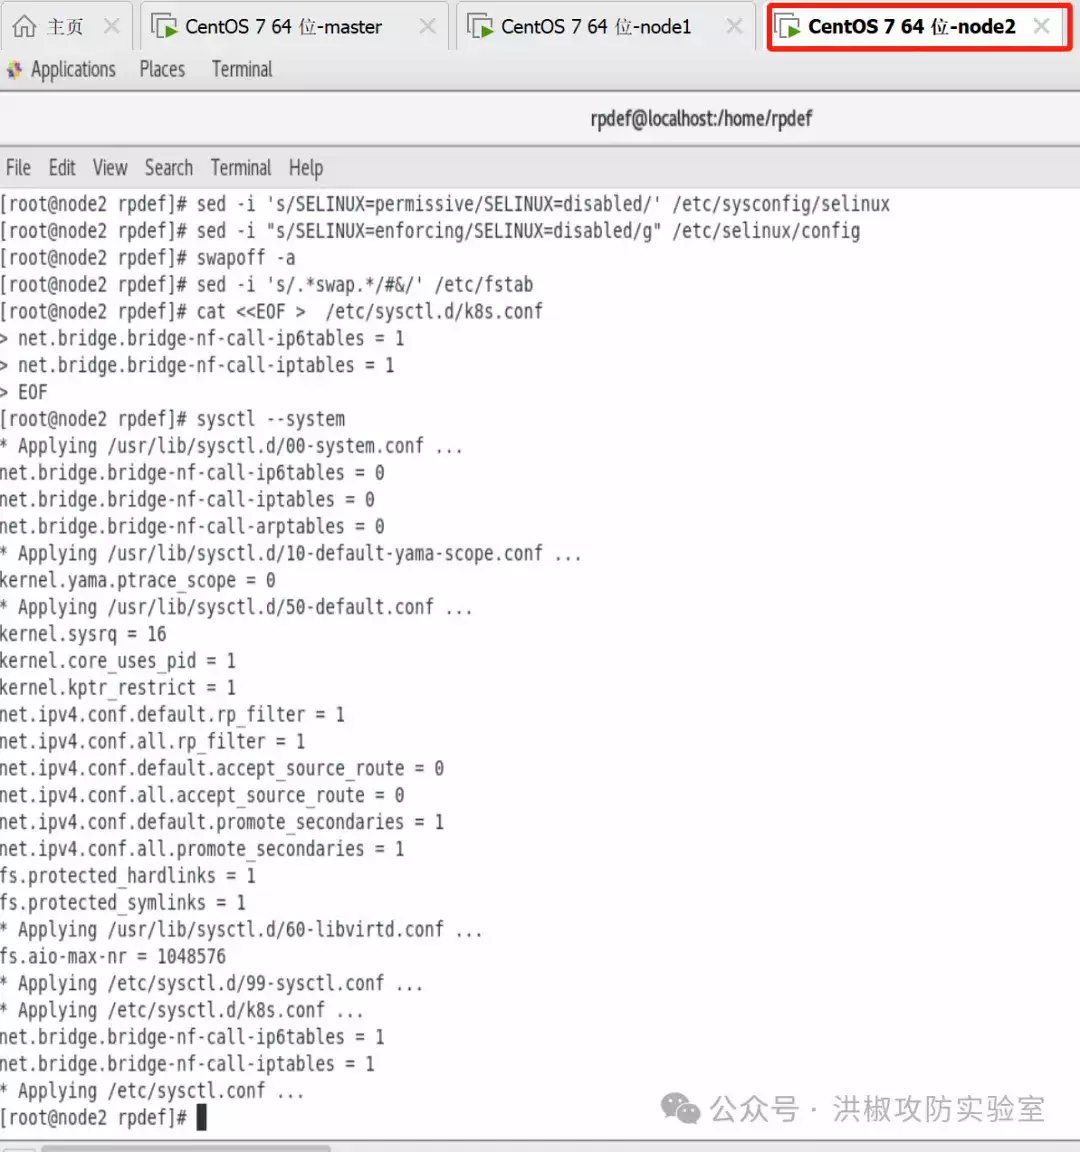 主页 CentOS 7 64 位-master CentOS 7 64 位-node1 CentOS 7 64 位-node2
Applications Places Terminal
rpdef@localhost:/home/rpdef
File Edit View Search Terminal Help
[root@node2 rpdef]# sed -i 's/SELINUX=permissive/SELINUX=disabled/' /etc/sysconfig/selinux
[root@node2 rpdef]# sed -i "s/SELINUX=enforcing/SELINUX=disabled/g" /etc/selinux/config
[root@node2 rpdef]# swapoff -a
[root@node2 rpdef]# sed -i 's/.*swap.*/#&/' /etc/fstab
[root@node2 rpdef]# cat <<EOF >  /etc/sysctl.d/k8s.conf
> net.bridge.bridge-nf-call-ip6tables = 1
> net.bridge.bridge-nf-call-iptables = 1
> EOF
[root@node2 rpdef]# sysctl --system
* Applying /usr/lib/sysctl.d/00-system.conf ...
net.bridge.bridge-nf-call-ip6tables = 0
net.bridge.bridge-nf-call-iptables = 0
net.bridge.bridge-nf-call-arptables = 0
* Applying /usr/lib/sysctl.d/10-default-yama-scope.conf ...
kernel.yama.ptrace_scope = 0
* Applying /usr/lib/sysctl.d/50-default.conf ...
kernel.sysrq = 16
kernel.core_uses_pid = 1
kernel.kptr_restrict = 1
net.ipv4.conf.default.rp_filter = 1
net.ipv4.conf.all.rp_filter = 1
net.ipv4.conf.default.accept_source_route = 0
net.ipv4.conf.all.accept_source_route = 0
net.ipv4.conf.default.promote_secondaries = 1
net.ipv4.conf.all.promote_secondaries = 1
fs.protected_hardlinks = 1
fs.protected_symlinks = 1
* Applying /usr/lib/sysctl.d/60-libvirtd.conf ...
fs.aio-max-nr = 1048576
* Applying /etc/sysctl.d/99-sysctl.conf ...
* Applying /etc/sysctl.d/k8s.conf ...
net.bridge.bridge-nf-call-ip6tables = 1
net.bridge.bridge-nf-call-iptables = 1
* Applying /etc/sysctl.conf ...
[root@node2 rpdef]#
公众号 · 洪椒攻防实验室